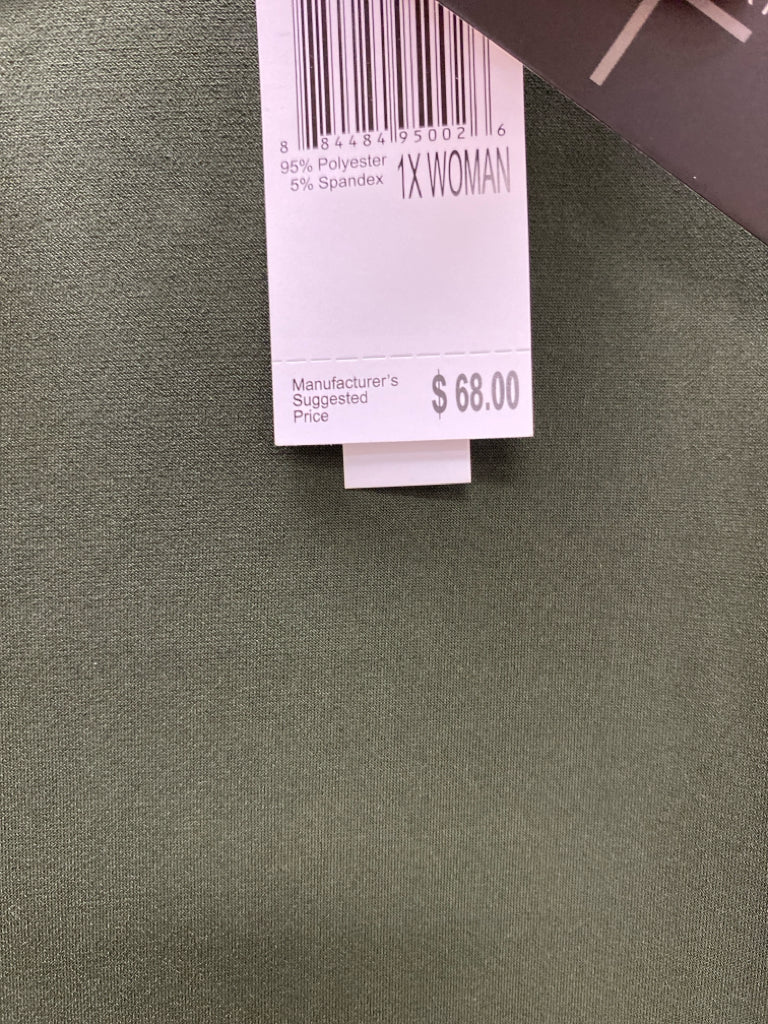 8 84484 95002 6
95% Polyester
5% Spandex
1X WOMAN
Manufacturer's
Suggested
Price
$ 68.00